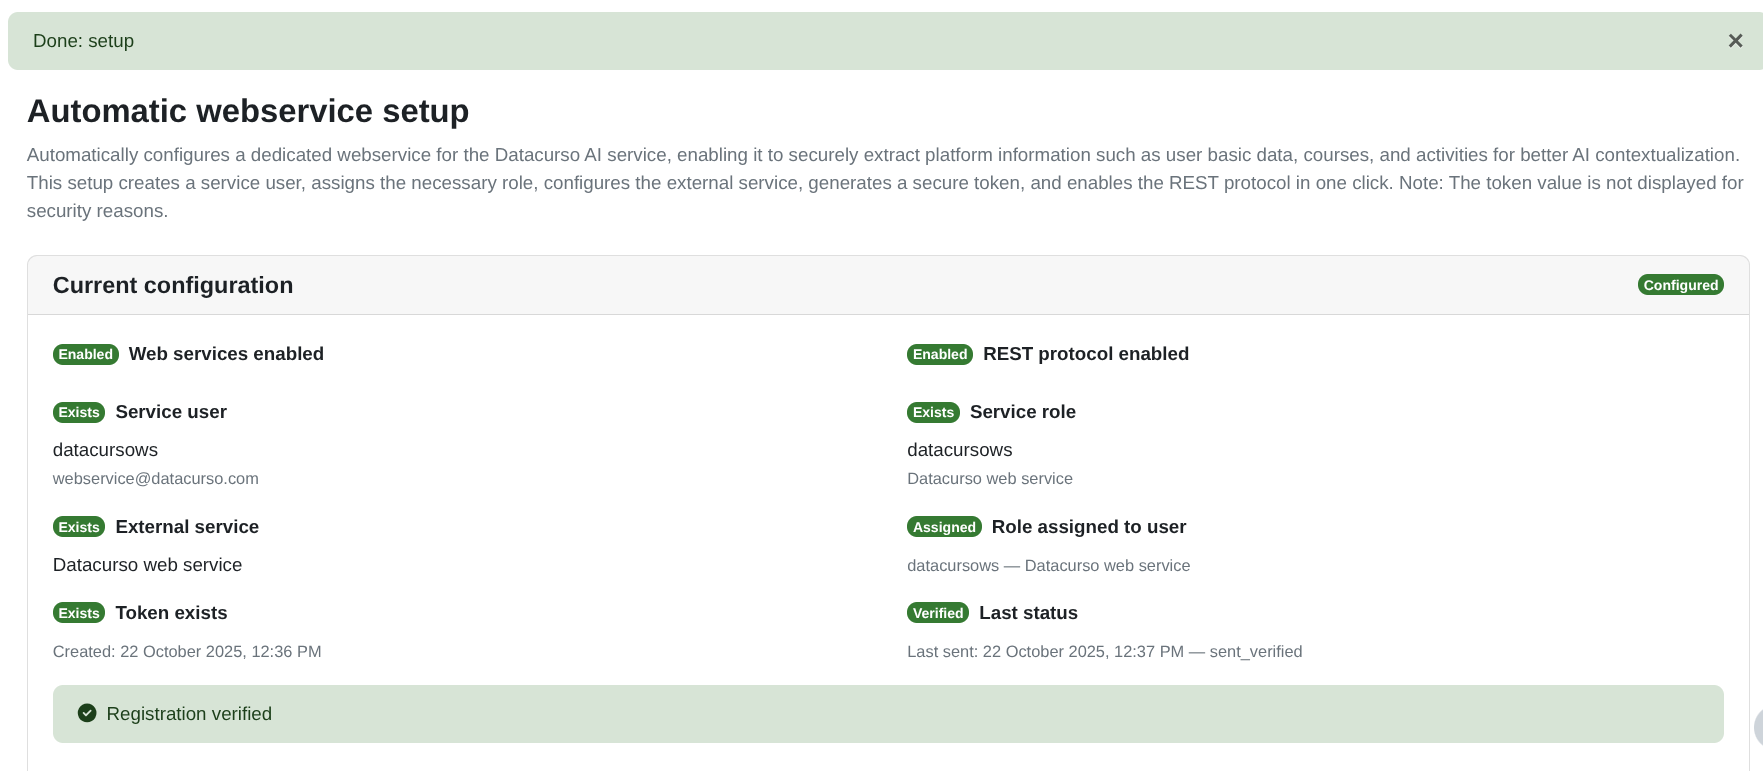 Done: setup
×
Automatic webservice setup
Automatically configures a dedicated webservice for the Datacurso AI service, enabling it to securely extract platform information such as user basic data, courses, and activities for better AI contextualization.
This setup creates a service user, assigns the necessary role, configures the external service, generates a secure token, and enables the REST protocol in one click. Note: The token value is not displayed for
security reasons.
Current configuration
Configured
Enabled Web services enabled
Enabled REST protocol enabled
Exists Service user
datacursows
webservice@datacurso.com
Exists Service role
datacursows
Datacurso web service
Exists External service
Datacurso web service
Assigned Role assigned to user
datacursows — Datacurso web service
Exists Token exists
Created: 22 October 2025, 12:36 PM
Verified Last status
Last sent: 22 October 2025, 12:37 PM — sent_verified
Registration verified